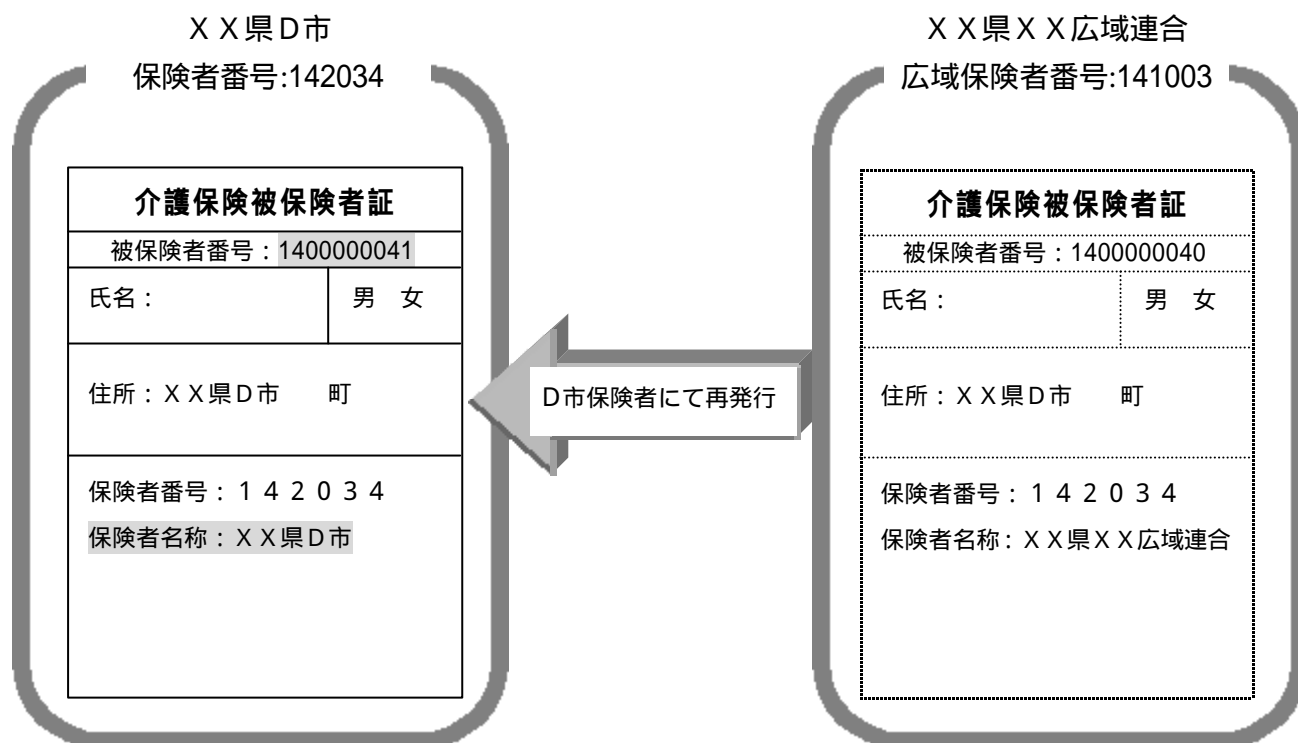 ＸＸ県Ｄ市
保険者番号:142034
介護保険被保険者証
被保険者番号：1400000041
氏名：
男　女
住所：ＸＸ県Ｄ市　　町
保険者番号：１４２０３４
保険者名称：ＸＸ県Ｄ市
Ｄ市保険者にて再発行
ＸＸ県ＸＸ広域連合
広域保険者番号:141003
介護保険被保険者証
被保険者番号：1400000040
氏名：
男　女
住所：ＸＸ県Ｄ市　　町
保険者番号：１４２０３４
保険者名称：ＸＸ県ＸＸ広域連合